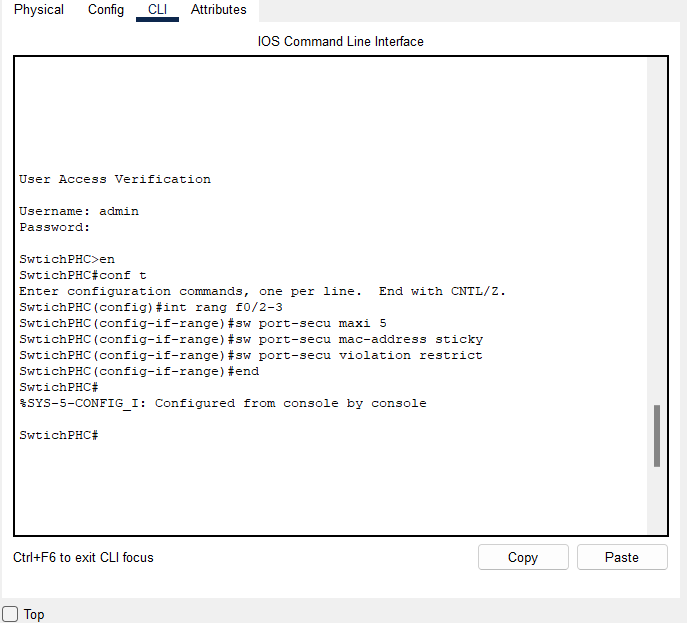 Physical Config CLI Attributes
IOS Command Line Interface
User Access Verification
Username: admin
Password:
SwtichPHC>en
SwtichPHC#conf t
Enter configuration commands, one per line.  End with CNTL/Z.
SwtichPHC(config)#int rang f0/2-3
SwtichPHC(config-if-range)#sw port-secu maxi 5
SwtichPHC(config-if-range)#sw port-secu mac-address sticky
SwtichPHC(config-if-range)#sw port-secu violation restrict
SwtichPHC(config-if-range)#end
SwtichPHC#
%SYS-5-CONFIG_I: Configured from console by console
SwtichPHC#
Ctrl+F6 to exit CLI focus
Copy Paste
Top